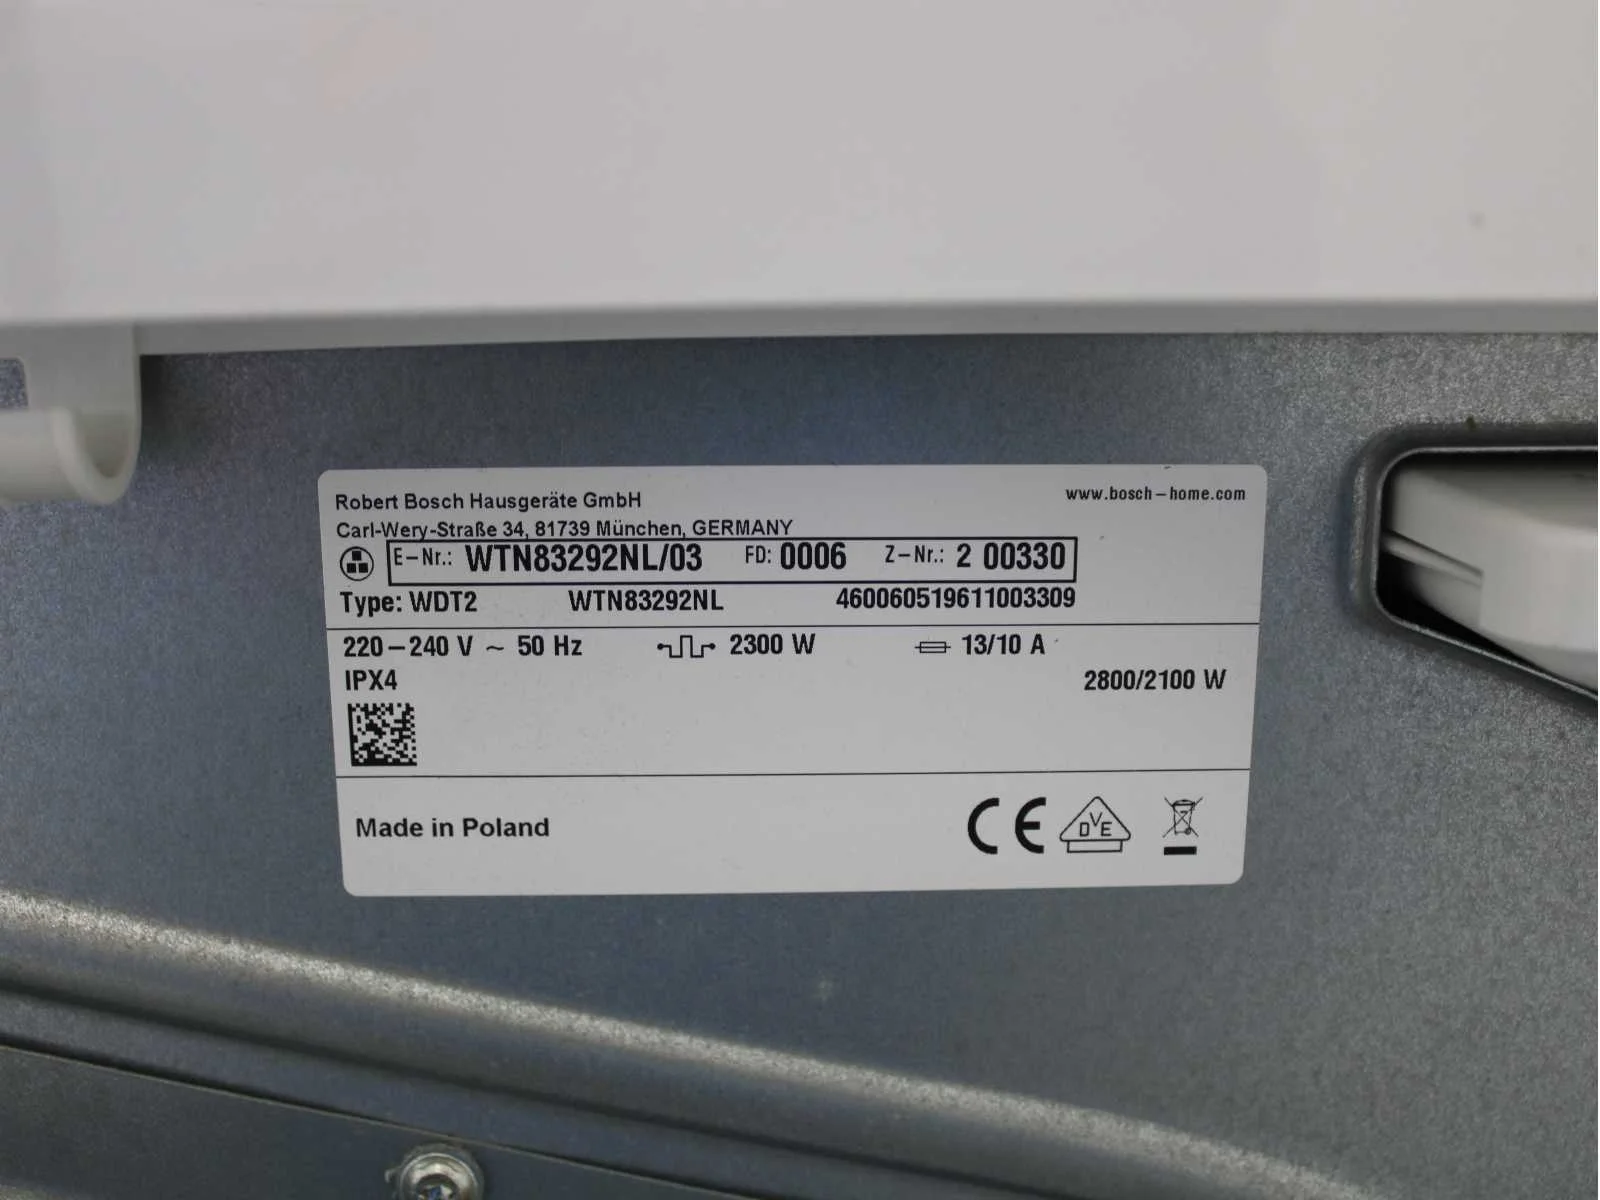 Robert Bosch Hausgeräte GmbH www.bosch-home.com
Carl-Wery-Straße 34, 81739 München, GERMANY
E-Nr.: WTN83292NL/03 FD: 0006 Z-Nr.: 2 00330
Type: WDT2 WTN83292NL 460060519611003309
220-240 V ~ 50 Hz 2300 W 13/10 A
IPX4 2800/2100 W
Made in Poland CE DVE